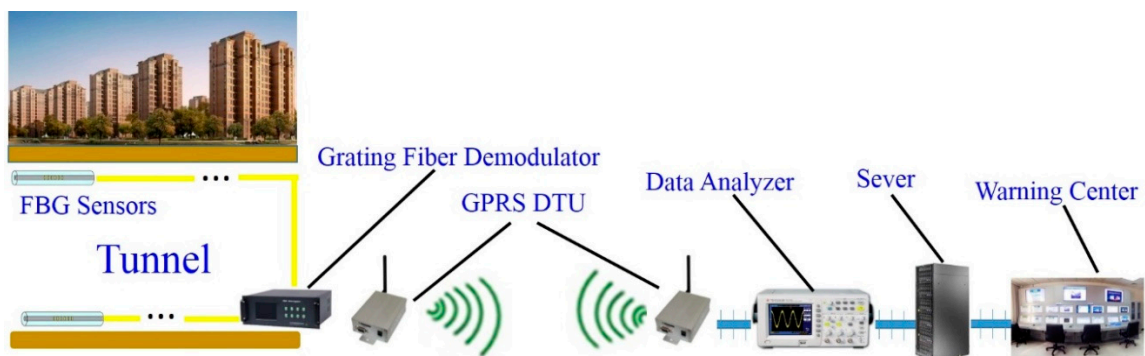 Grating Fiber Demodulator
GPRS DTU
Data Analyzer
Sever
Warning Center
FBG Sensors
Tunnel